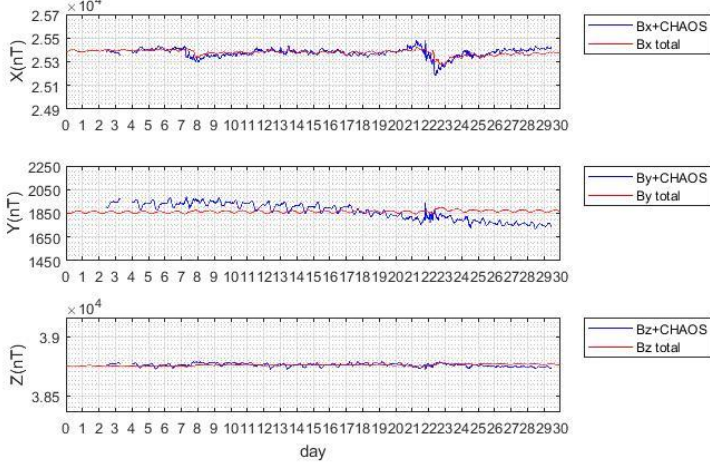 × 10⁴
2.57
2.55
2.53
2.51
2.49
X(nT)
0 1 2 3 4 5 6 7 8 9 10 11 12 13 14 15 16 17 18 19 20 21 22 23 24 25 26 27 28 29 30
Bx+CHAOS
Bx total
2250
2050
1850
1650
1450
Y(nT)
0 1 2 3 4 5 6 7 8 9 10 11 12 13 14 15 16 17 18 19 20 21 22 23 24 25 26 27 28 29 30
By+CHAOS
By total
× 10⁴
3.9
3.85
Z(nT)
0 1 2 3 4 5 6 7 8 9 10 11 12 13 14 15 16 17 18 19 20 21 22 23 24 25 26 27 28 29 30
day
Bz+CHAOS
Bz total